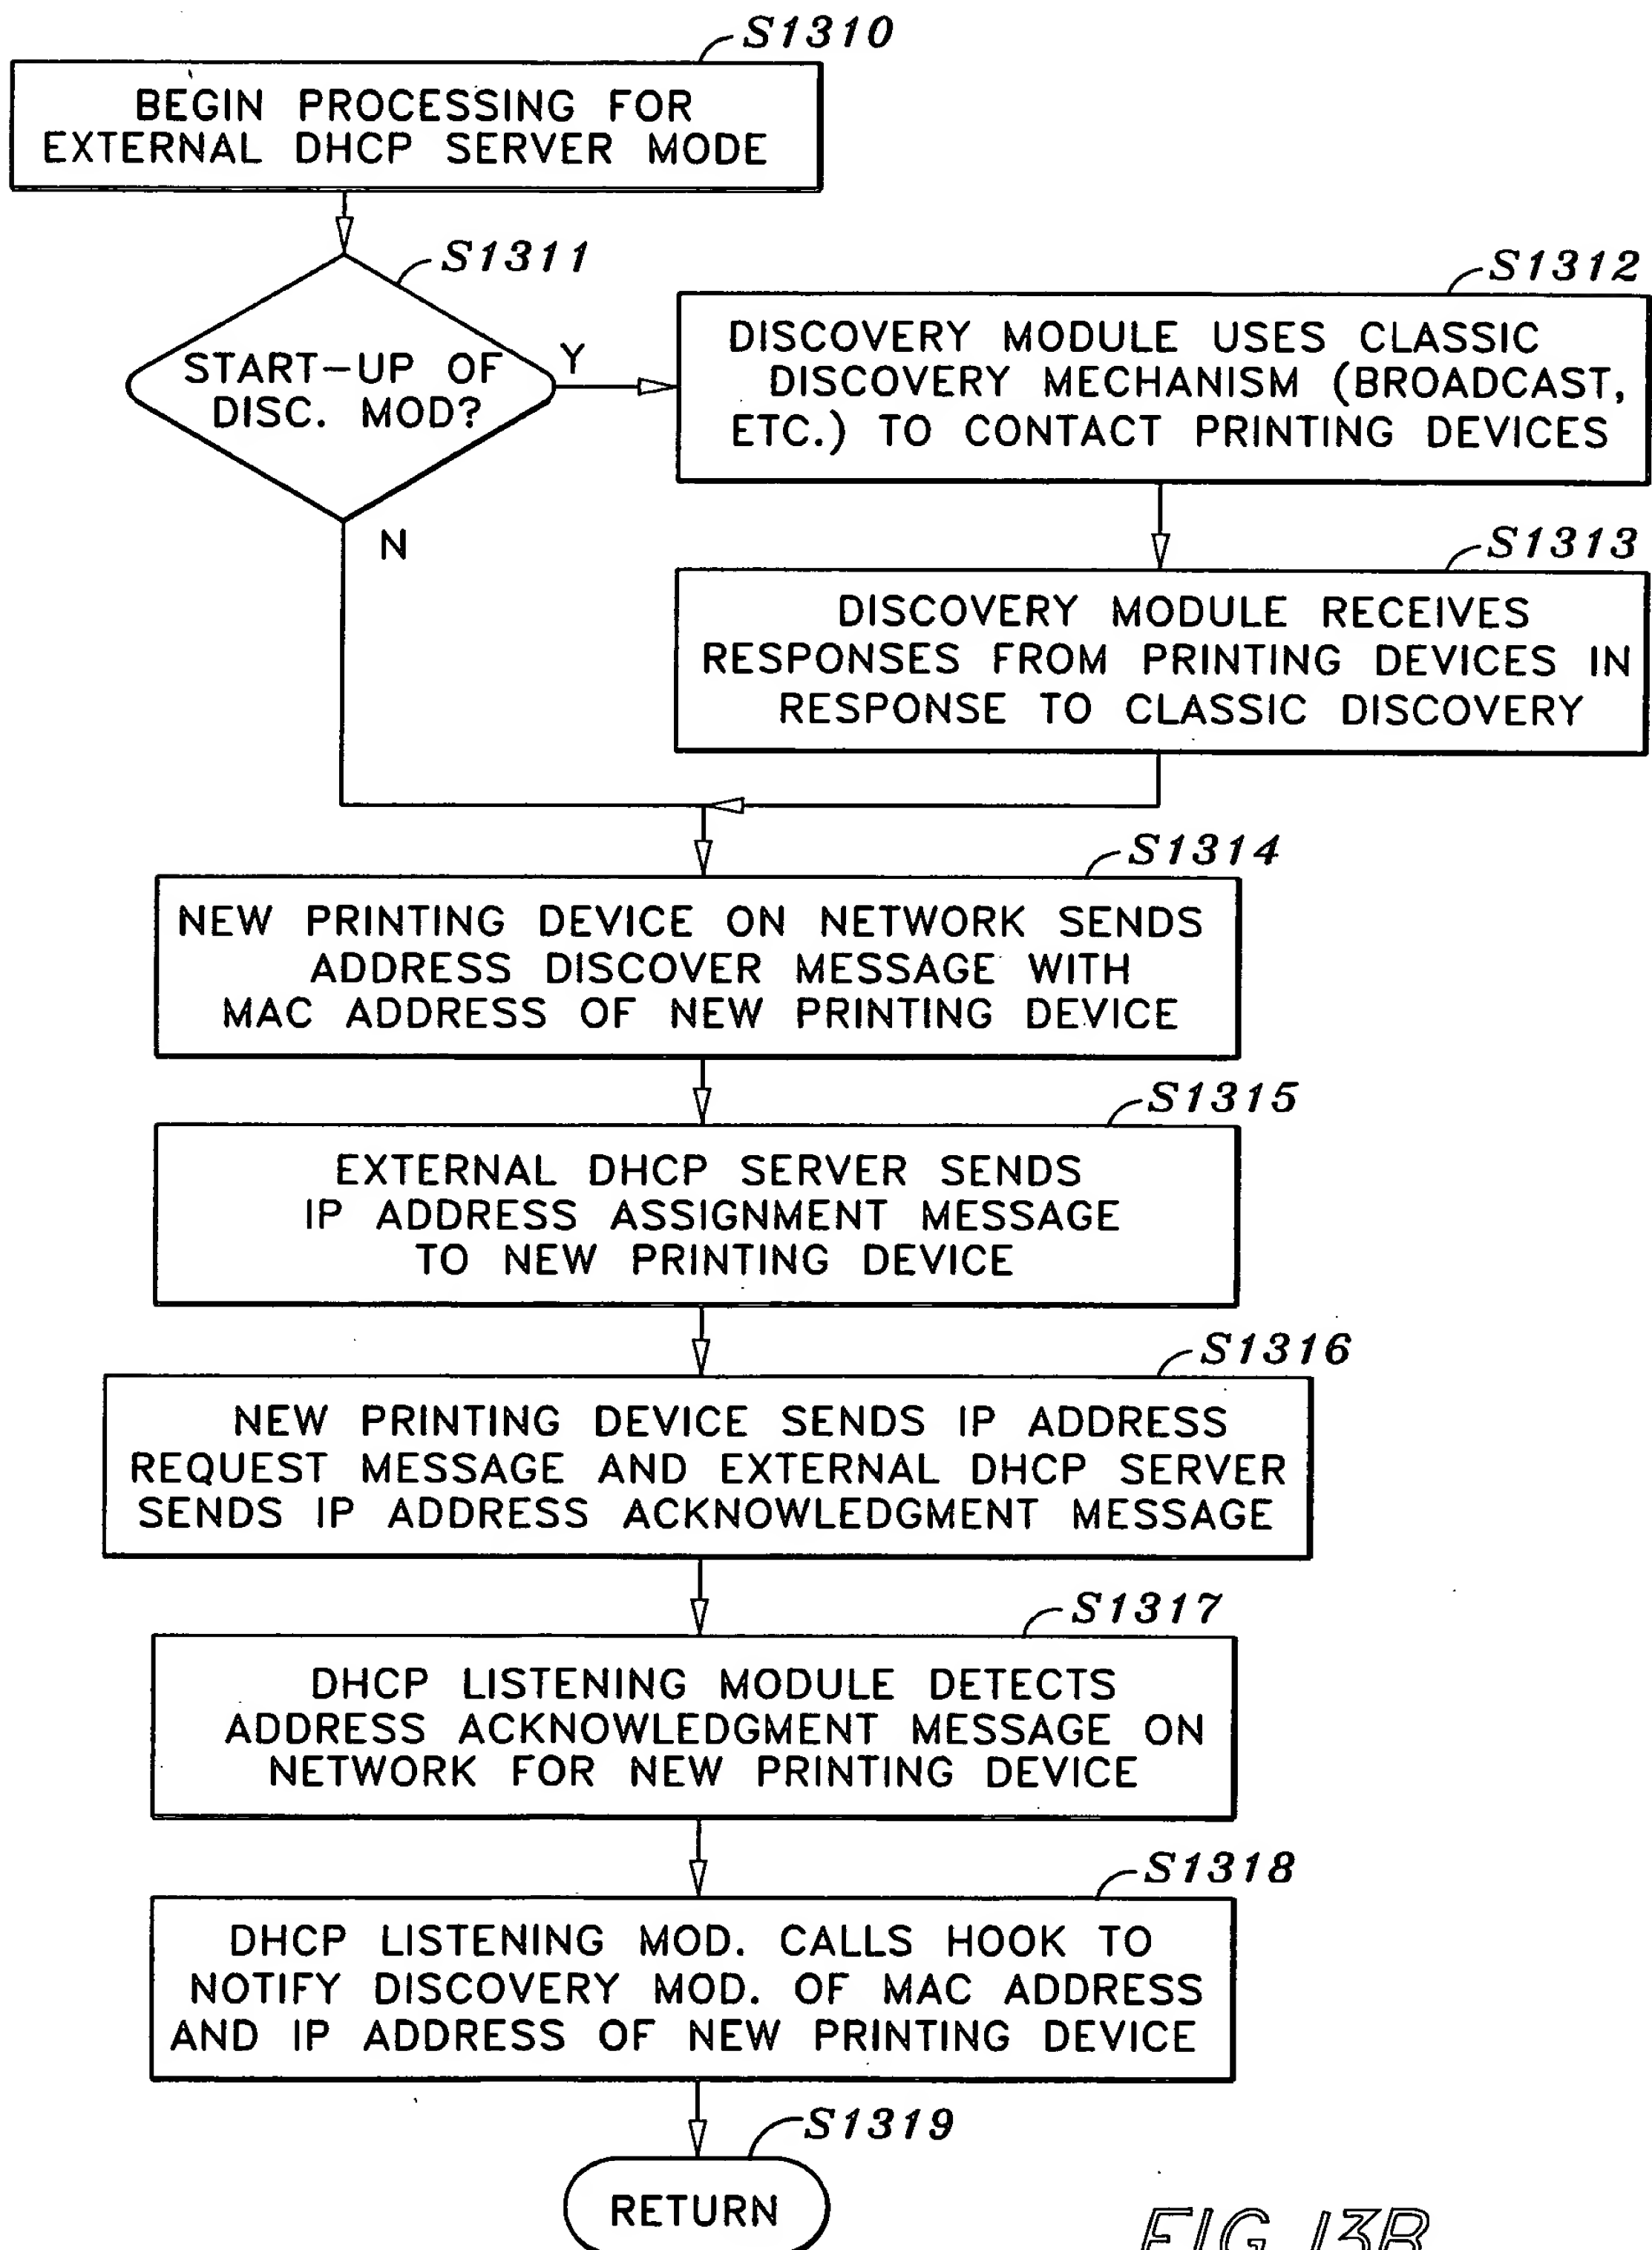 S1310
BEGIN PROCESSING FOR
EXTERNAL DHCP SERVER MODE
S1311
START-UP OF
DISC. MOD?
Y
N
S1312
DISCOVERY MODULE USES CLASSIC
DISCOVERY MECHANISM (BROADCAST,
ETC.) TO CONTACT PRINTING DEVICES
S1313
DISCOVERY MODULE RECEIVES
RESPONSES FROM PRINTING DEVICES IN
RESPONSE TO CLASSIC DISCOVERY
S1314
NEW PRINTING DEVICE ON NETWORK SENDS
ADDRESS DISCOVER MESSAGE WITH
MAC ADDRESS OF NEW PRINTING DEVICE
S1315
EXTERNAL DHCP SERVER SENDS
IP ADDRESS ASSIGNMENT MESSAGE
TO NEW PRINTING DEVICE
S1316
NEW PRINTING DEVICE SENDS IP ADDRESS
REQUEST MESSAGE AND EXTERNAL DHCP SERVER
SENDS IP ADDRESS ACKNOWLEDGMENT MESSAGE
S1317
DHCP LISTENING MODULE DETECTS
ADDRESS ACKNOWLEDGMENT MESSAGE ON
NETWORK FOR NEW PRINTING DEVICE
S1318
DHCP LISTENING MOD. CALLS HOOK TO
NOTIFY DISCOVERY MOD. OF MAC ADDRESS
AND IP ADDRESS OF NEW PRINTING DEVICE
S1319
RETURN
FIG 13B